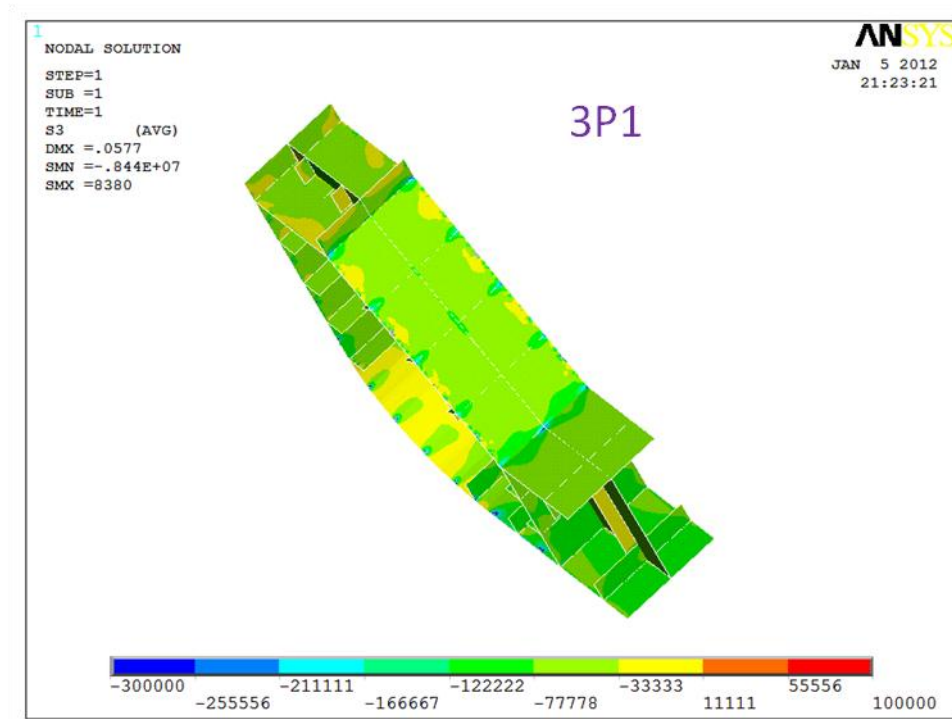 1
NODAL SOLUTION
STEP=1
SUB =1
TIME=1
S3 (AVG)
DMX =.0577
SMN =-.844E+07
SMX =8380
ANSYS
JAN 5 2012
21:23:21
3P1
-300000
-255556
-211111
-166667
-122222
-77778
-33333
11111
55556
100000